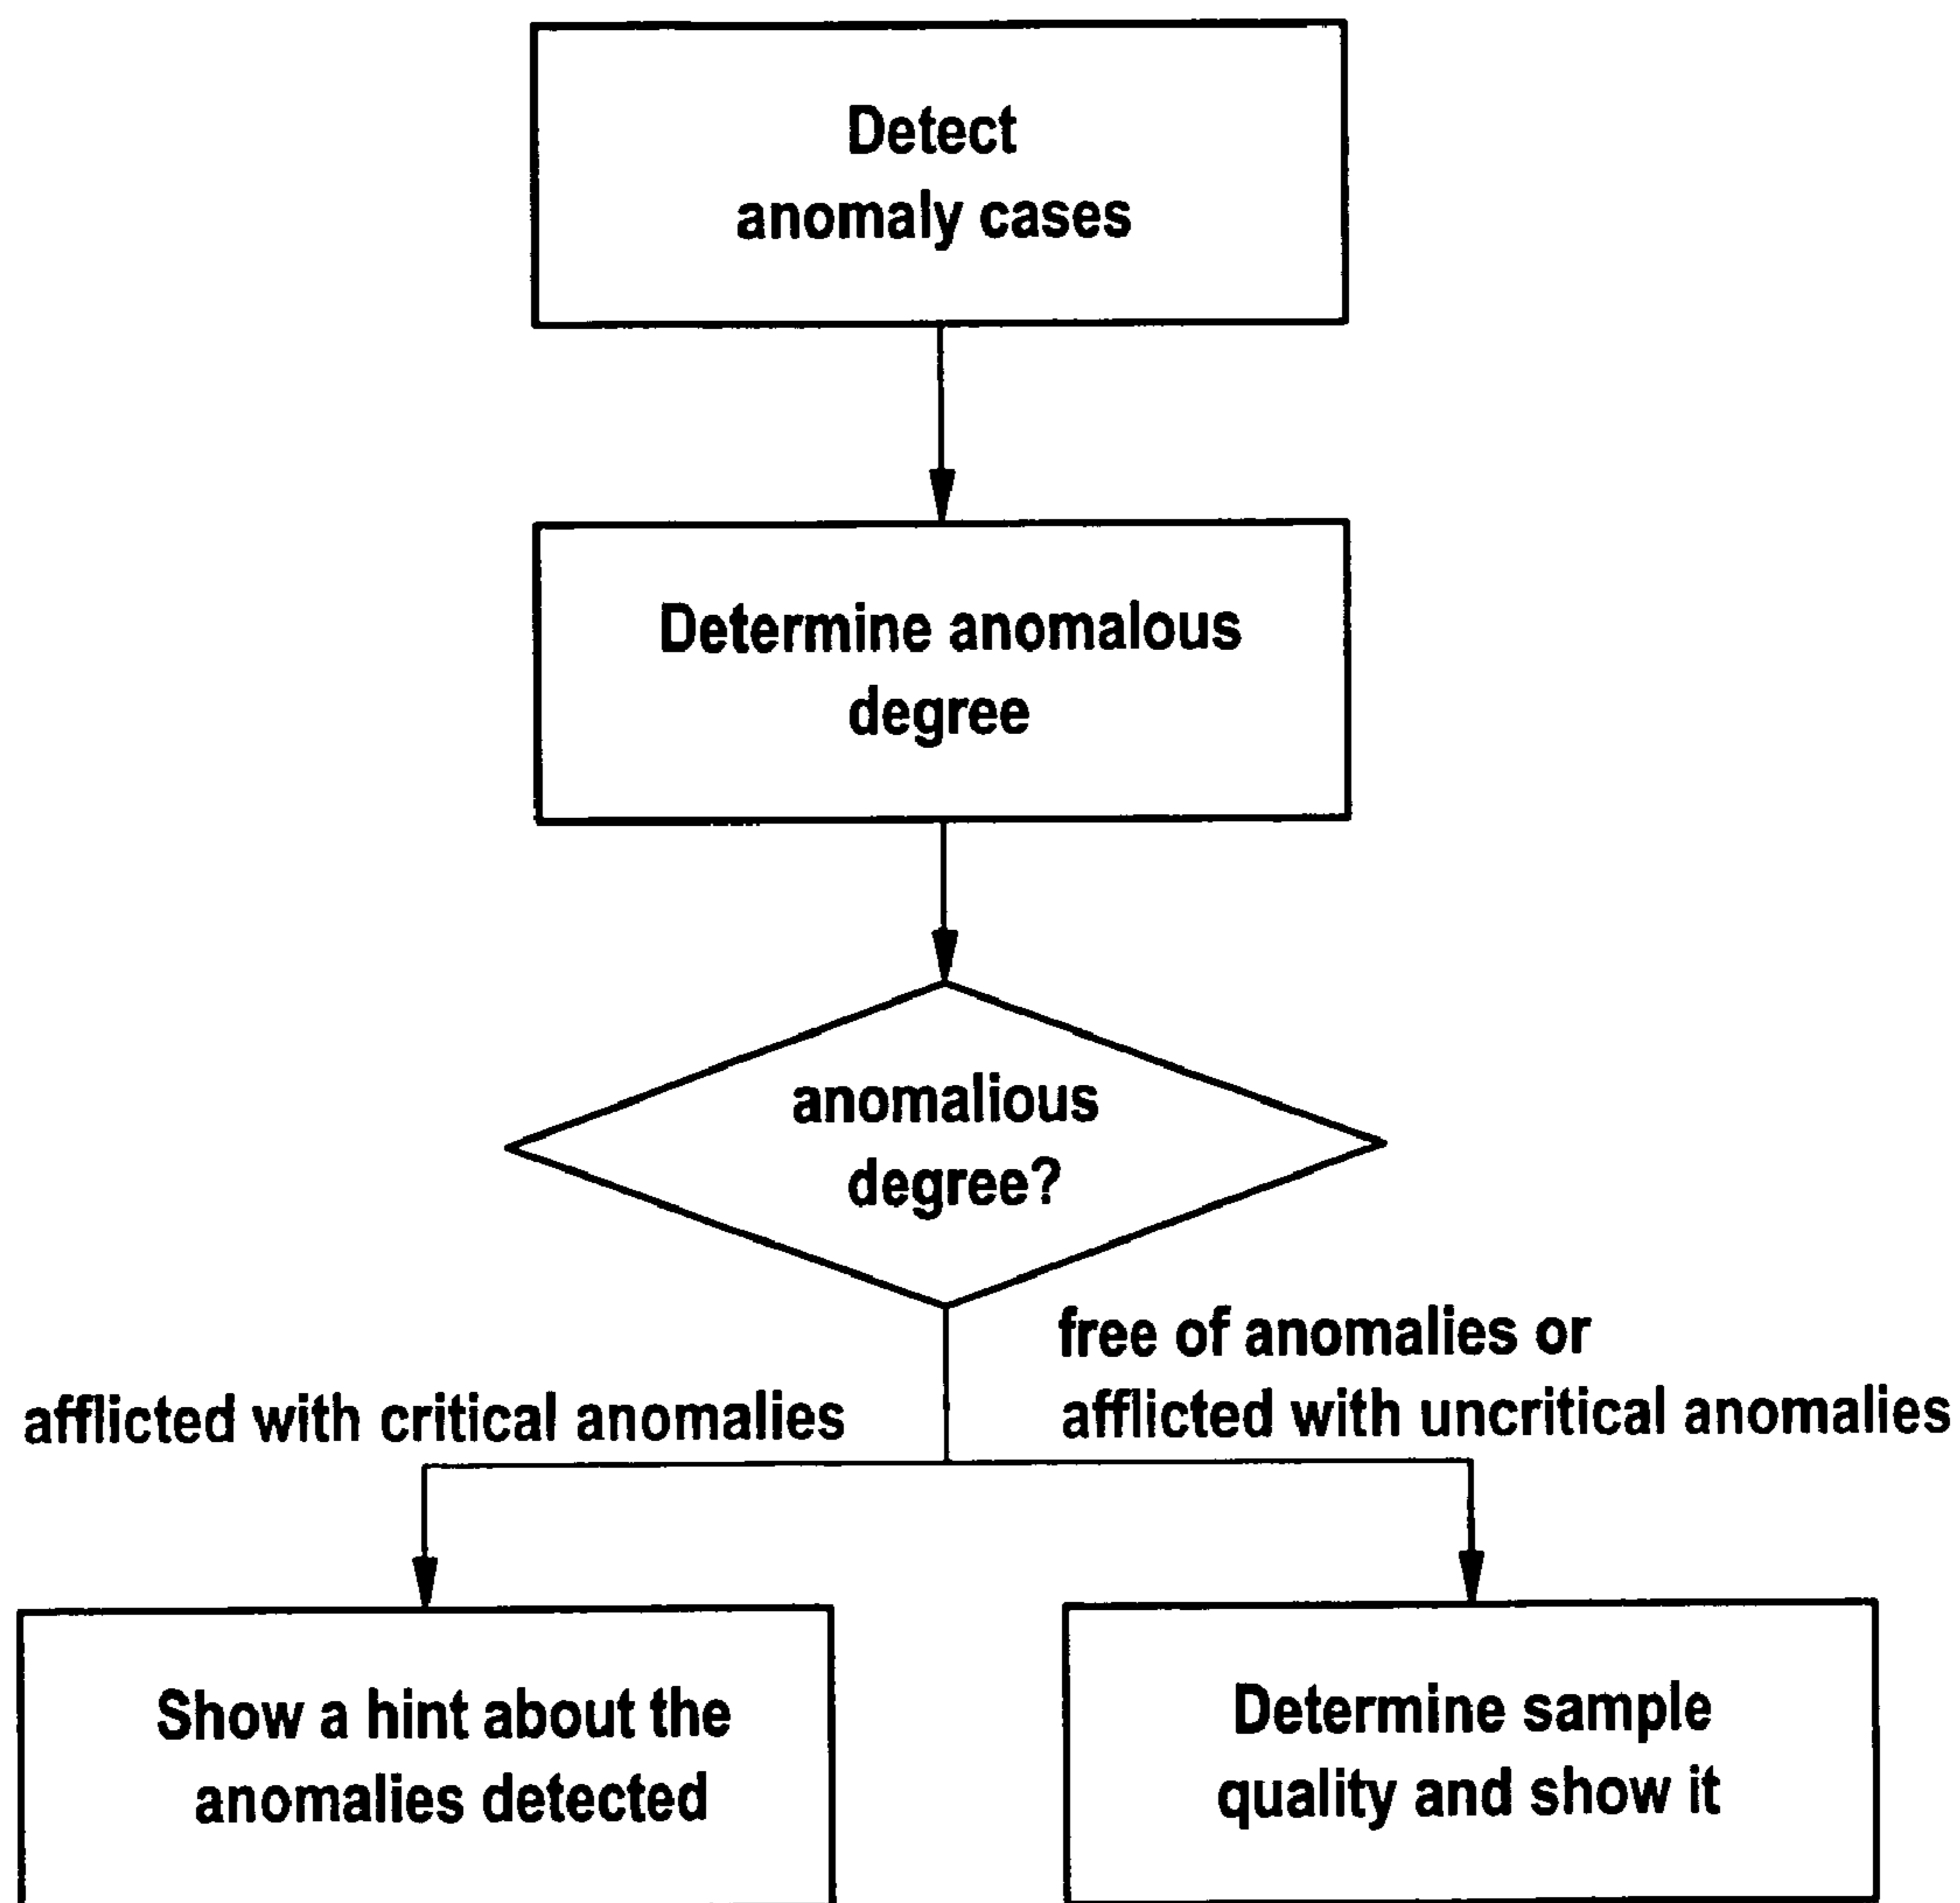 Detect
anomaly cases
Determine anomalous
degree
anomalious
degree?
free of anomalies or
afflicted with critical anomalies
afflicted with uncritical anomalies
Show a hint about the
anomalies detected
Determine sample
quality and show it